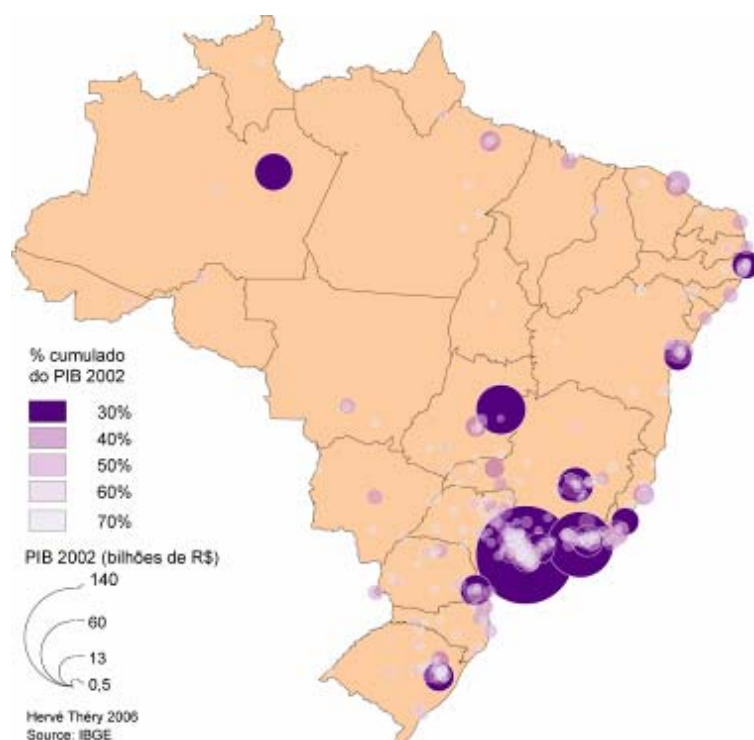 % cumulado
do PIB 2002
30%
40%
50%
60%
70%
PIB 2002 (bilhões de R$)
140
60
13
0,5
Hervé Théry 2006
Source: IBGE